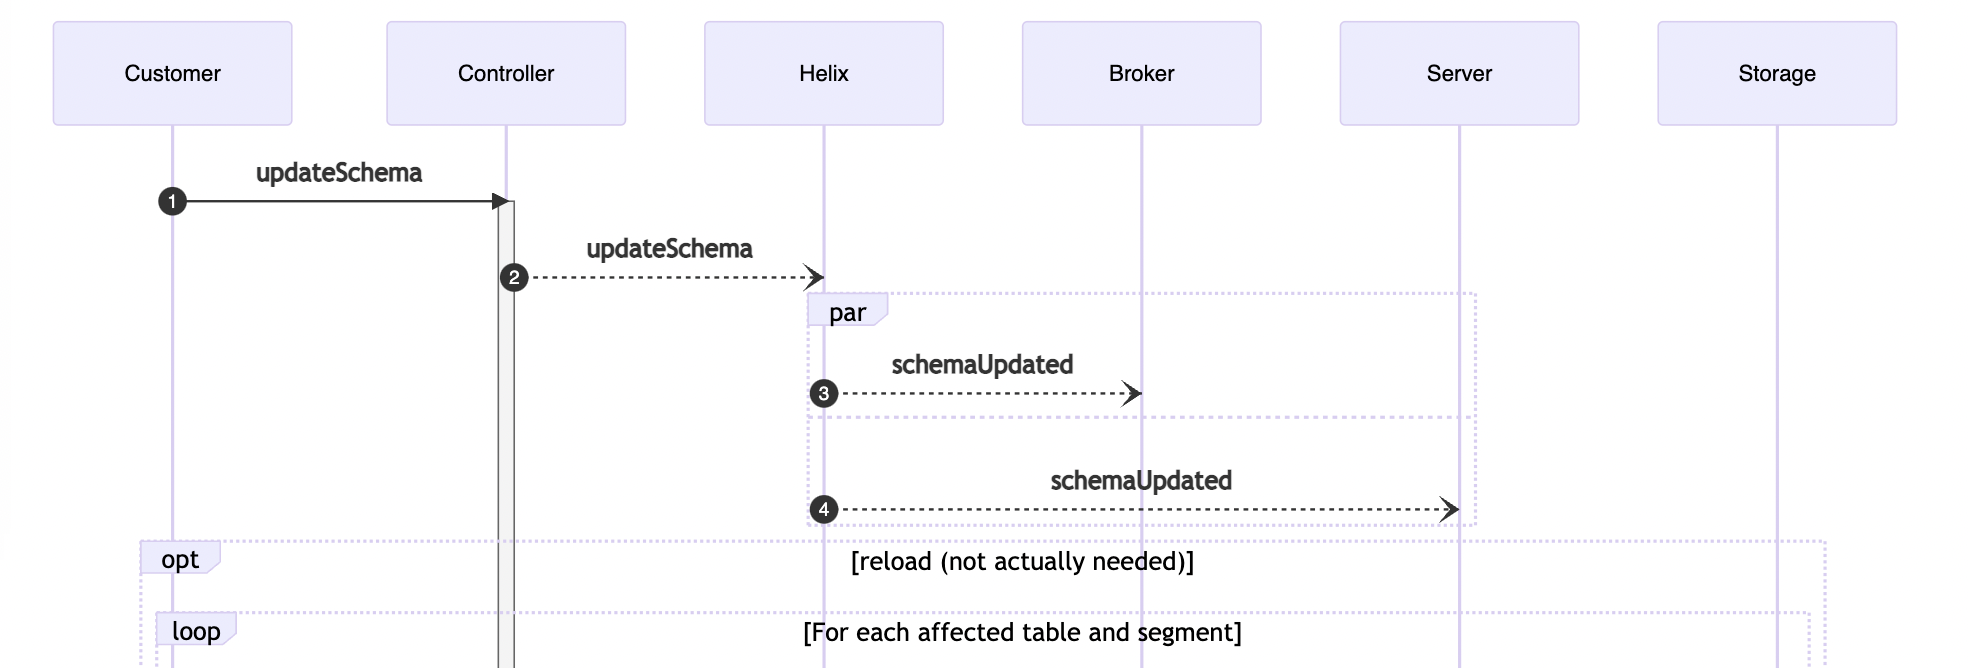 Customer
Controller
Helix
Broker
Server
Storage
updateSchema
1
updateSchema
2
par
schemaUpdated
3
schemaUpdated
4
opt
[reload (not actually needed)]
loop
[For each affected table and segment]